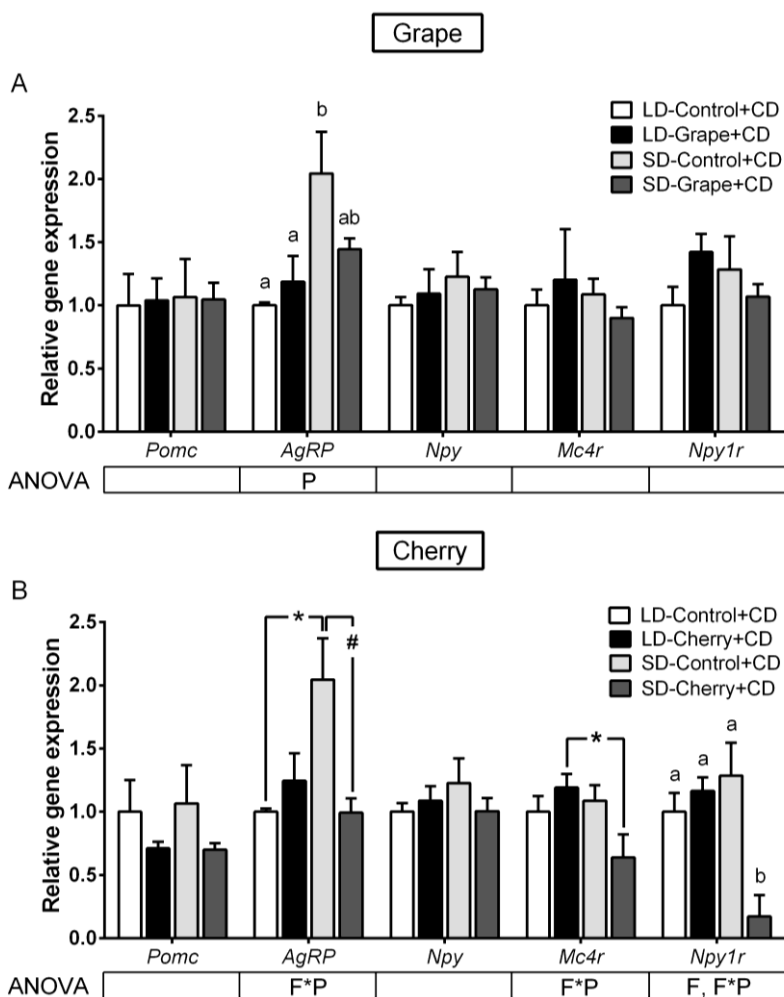 Grape
A
b
2.5
LD-Control+CD
LD-Grape+CD
SD-Control+CD
SD-Grape+CD
2.0
ab
a
a
1.5
1.0
0.5
0.0
Relative gene expression
Pomc AgRP Npy Mc4r Npy1r
ANOVA P
Cherry
B
2.5
*
#
LD-Control+CD
LD-Cherry+CD
SD-Control+CD
SD-Cherry+CD
2.0
*
a a a
1.5
1.0
0.5
b
0.0
Relative gene expression
Pomc AgRP Npy Mc4r Npy1r
ANOVA F*P F*P F, F*P